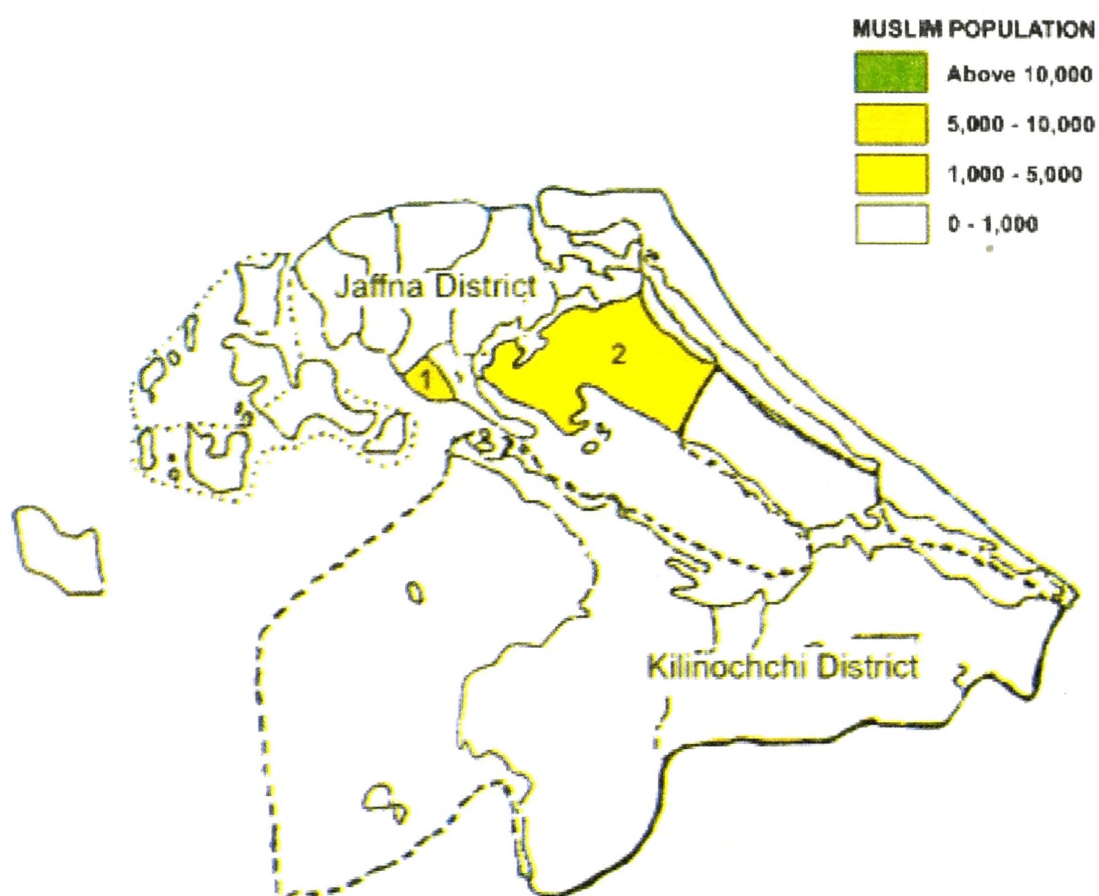 MUSLIM POPULATION
Above 10,000
5,000 - 10,000
1,000 - 5,000
0 - 1,000
Jaffna District
2
1
3
Kilinochchi District